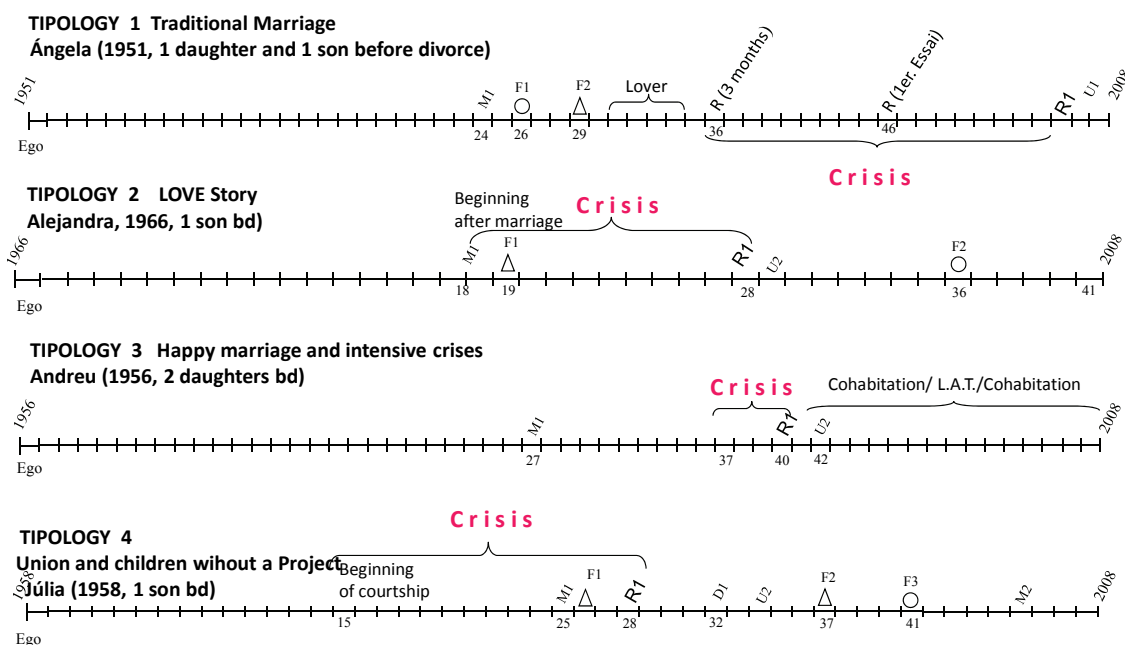 TIPOLOGY 1 Traditional Marriage
Ángela (1951, 1 daughter and 1 son before divorce)
1951 M1 F1 F2 Lover R (3 months) R (1er. Essai) R1 U1 2008
Ego 24 26 29 36 46
Crisis
TIPOLOGY 2 LOVE Story
Alejandra, 1966, 1 son bd)
Beginning
after marriage
Crisis
1966 M1 F1 R1 U2 F2 2008
Ego 18 19 28 36 41
TIPOLOGY 3 Happy marriage and intensive crises
Andreu (1956, 2 daughters bd)
Crisis
Cohabitation/ L.A.T./Cohabitation
1956 M1 R1 U2 2008
Ego 27 37 40 42
TIPOLOGY 4
Union and children wihout a Project
Júlia (1958, 1 son bd)
Crisis
Beginning
of courtship
1958 M1 F1 R1 D1 U2 F2 F3 M2 2008
Ego 15 25 28 32 37 41